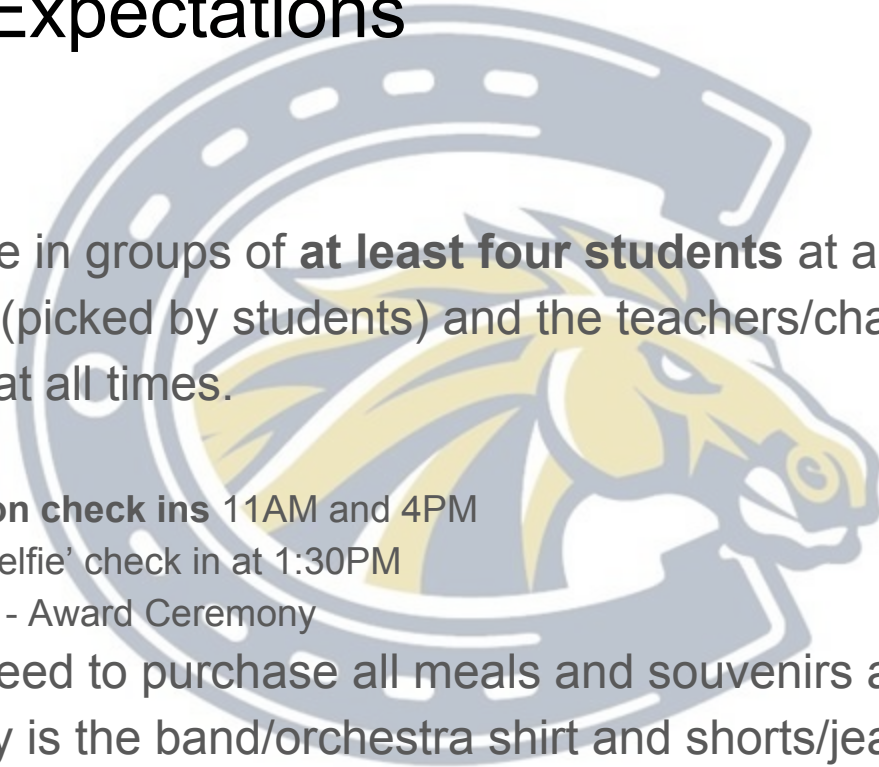 Expectations
e in groups of at least four students at a
(picked by students) and the teachers/cha
at all times.
on check ins 11AM and 4PM
elfie’ check in at 1:30PM
- Award Ceremony
eed to purchase all meals and souvenirs a
y is the band/orchestra shirt and shorts/jea